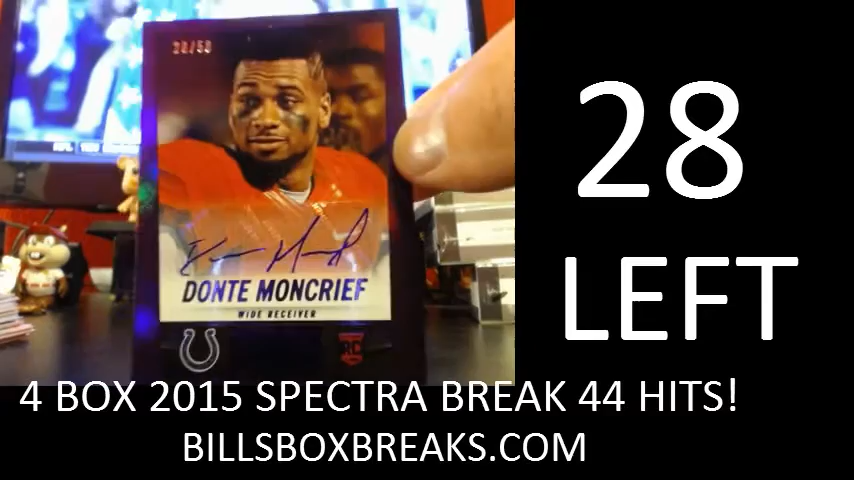 28/50
28
LEFT
DONTE MONCRIEF
WIDE RECEIVER
RC
4 BOX 2015 SPECTRA BREAK 44 HITS!
BILLSBOXBREAKS.COM